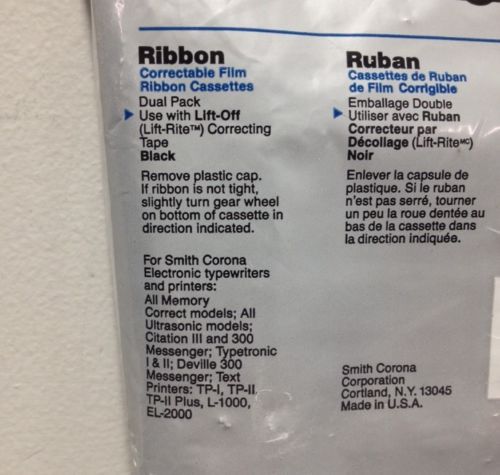 Ribbon
Correctable Film
Ribbon Cassettes
Dual Pack
Use with Lift-Off
(Lift-Rite™) Correcting
Tape
Black
Remove plastic cap.
If ribbon is not tight,
slightly turn gear wheel
on bottom of cassette in
direction indicated.
For Smith Corona
Electronic typewriters
and printers:
All Memory
Correct models; All
Ultrasonic models;
Citation III and 300
Messenger; Typetronic
I & II; Deville 300
Messenger; Text
Printers: TP-I, TP-II
TP-II Plus, L-1000,
EL-2000
Ruban
Cassettes de Ruban
de Film Corrigible
Emballage Double
Utiliser avec Ruban
Correcteur par
Décollage (Lift-Rite MC)
Noir
Enlever la capsule de
plastique. Si le ruban
n'est pas serré, tourner
un peu la roue dentée au
bas de la cassette dans
la direction indiquée.
Smith Corona
Corporation
Cortland, N.Y. 13045
Made in U.S.A.